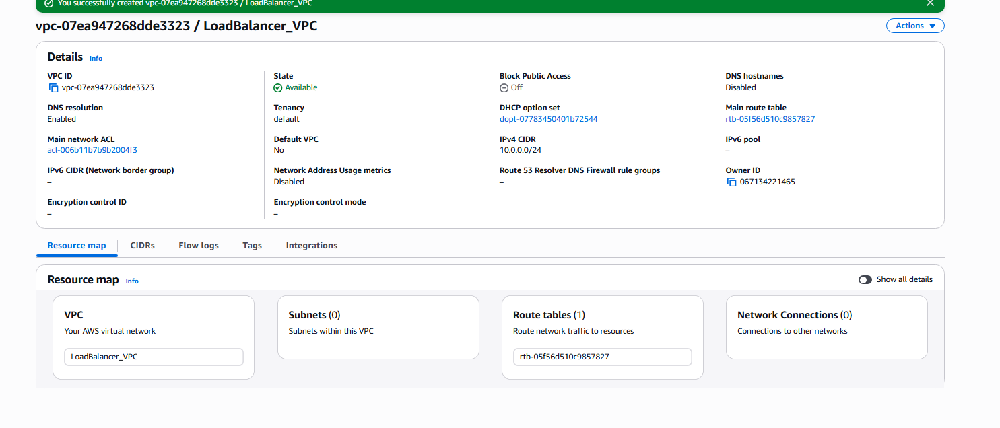 You successfully created vpc-07ea947268dde3323 / LoadBalancer_VPC
vpc-07ea947268dde3323 / LoadBalancer_VPC
Actions
Details Info
VPC ID
vpc-07ea947268dde3323
State
Available
Block Public Access
Off
DNS hostnames
Disabled
DNS resolution
Enabled
Tenancy
default
DHCP option set
dopt-07783450401b72544
Main route table
rtb-05f56d510c9857827
Main network ACL
acl-006b11b7b9b2004f3
Default VPC
No
IPv4 CIDR
10.0.0.0/24
IPv6 pool
–
IPv6 CIDR (Network border group)
–
Network Address Usage metrics
Disabled
Route 53 Resolver DNS Firewall rule groups
–
Owner ID
067134221465
Encryption control ID
–
Encryption control mode
–
Resource map
CIDRs
Flow logs
Tags
Integrations
Resource map Info
Show all details
VPC
Your AWS virtual network
LoadBalancer_VPC
Subnets (0)
Subnets within this VPC
Route tables (1)
Route network traffic to resources
rtb-05f56d510c9857827
Network Connections (0)
Connections to other networks